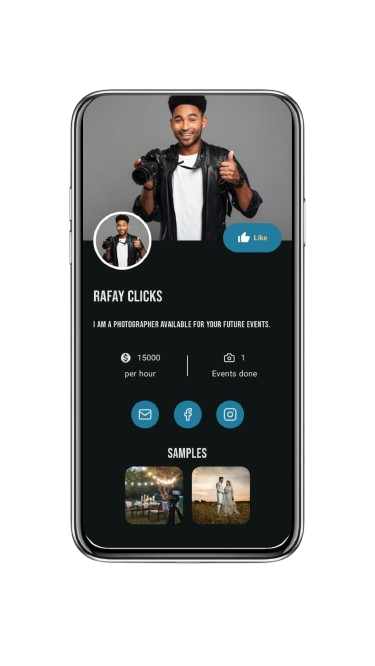 Like
RAFAY CLICKS
I AM A PHOTOGRAPHER AVAILABLE FOR YOUR FUTURE EVENTS.
15000
per hour
1
Events done
SAMPLES